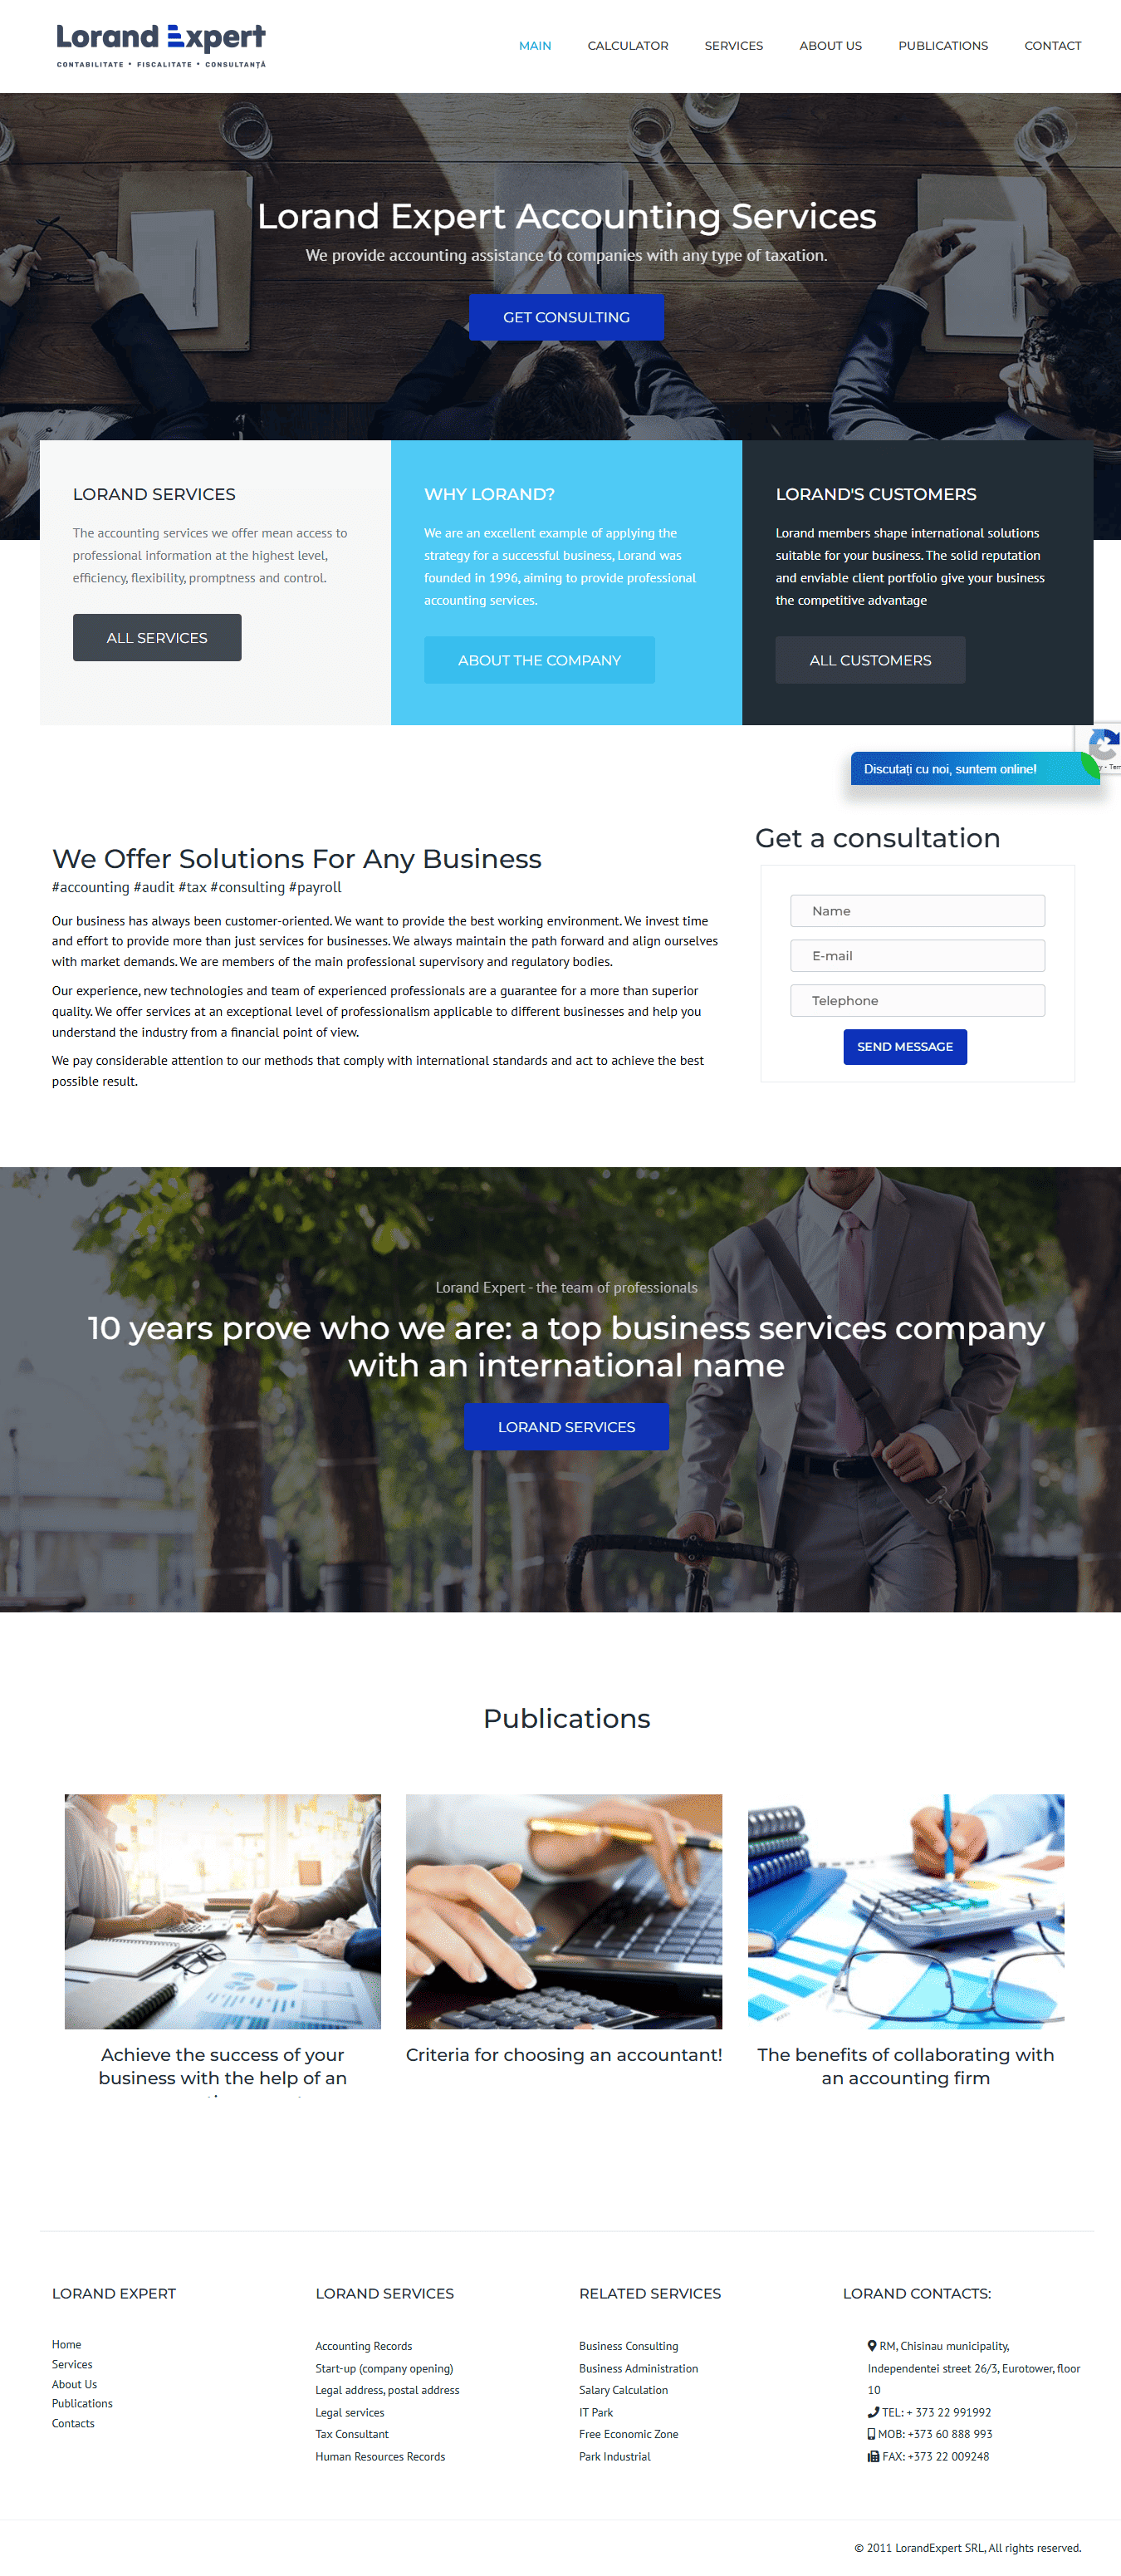 Lorand Expert
CONTABILITATE • FISCALITATE • CONSULTANȚĂ
MAIN
CALCULATOR
SERVICES
ABOUT US
PUBLICATIONS
CONTACT
Lorand Expert Accounting Services
We provide accounting assistance to companies with any type of taxation.
GET CONSULTING
LORAND SERVICES
The accounting services we offer mean access to
professional information at the highest level,
efficiency, flexibility, promptness and control.
ALL SERVICES
WHY LORAND?
We are an excellent example of applying the
strategy for a successful business, Lorand was
founded in 1996, aiming to provide professional
accounting services.
ABOUT THE COMPANY
LORAND'S CUSTOMERS
Lorand members shape international solutions
suitable for your business. The solid reputation
and enviable client portfolio give your business
the competitive advantage
ALL CUSTOMERS
Discutați cu noi, suntem online!
We Offer Solutions For Any Business
#accounting #audit #tax #consulting #payroll
Our business has always been customer-oriented. We want to provide the best working environment. We invest time
and effort to provide more than just services for businesses. We always maintain the path forward and align ourselves
with market demands. We are members of the main professional supervisory and regulatory bodies.
Our experience, new technologies and team of experienced professionals are a guarantee for a more than superior
quality. We offer services at an exceptional level of professionalism applicable to different businesses and help you
understand the industry from a financial point of view.
We pay considerable attention to our methods that comply with international standards and act to achieve the best
possible result.
Get a consultation
Name
E-mail
Telephone
SEND MESSAGE
Lorand Expert - the team of professionals
10 years prove who we are: a top business services company
with an international name
LORAND SERVICES
Publications
Achieve the success of your
business with the help of an
Criteria for choosing an accountant!
The benefits of collaborating with
an accounting firm
LORAND EXPERT
Home
Services
About Us
Publications
Contacts
LORAND SERVICES
Accounting Records
Start-up (company opening)
Legal address, postal address
Legal services
Tax Consultant
Human Resources Records
RELATED SERVICES
Business Consulting
Business Administration
Salary Calculation
IT Park
Free Economic Zone
Park Industrial
LORAND CONTACTS:
RM, Chisinau municipality,
Independentei street 26/3, Eurotower, floor
10
TEL: + 373 22 991992
MOB: +373 60 888 993
FAX: +373 22 009248
© 2011 LorandExpert SRL, All rights reserved.